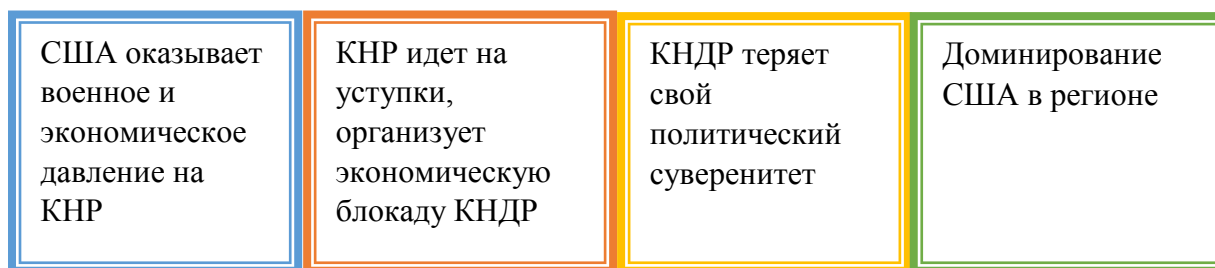 США оказывает
военное и
экономическое
давление на
КНР
КНР идет на
уступки,
организует
экономическую
блокаду КНДР
КНДР теряет
свой
политический
суверенитет
Доминирование
США в регионе